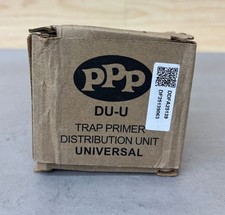 PPP
DU-U
TRAP PRIMER
DISTRIBUTION UNIT
UNIVERSAL